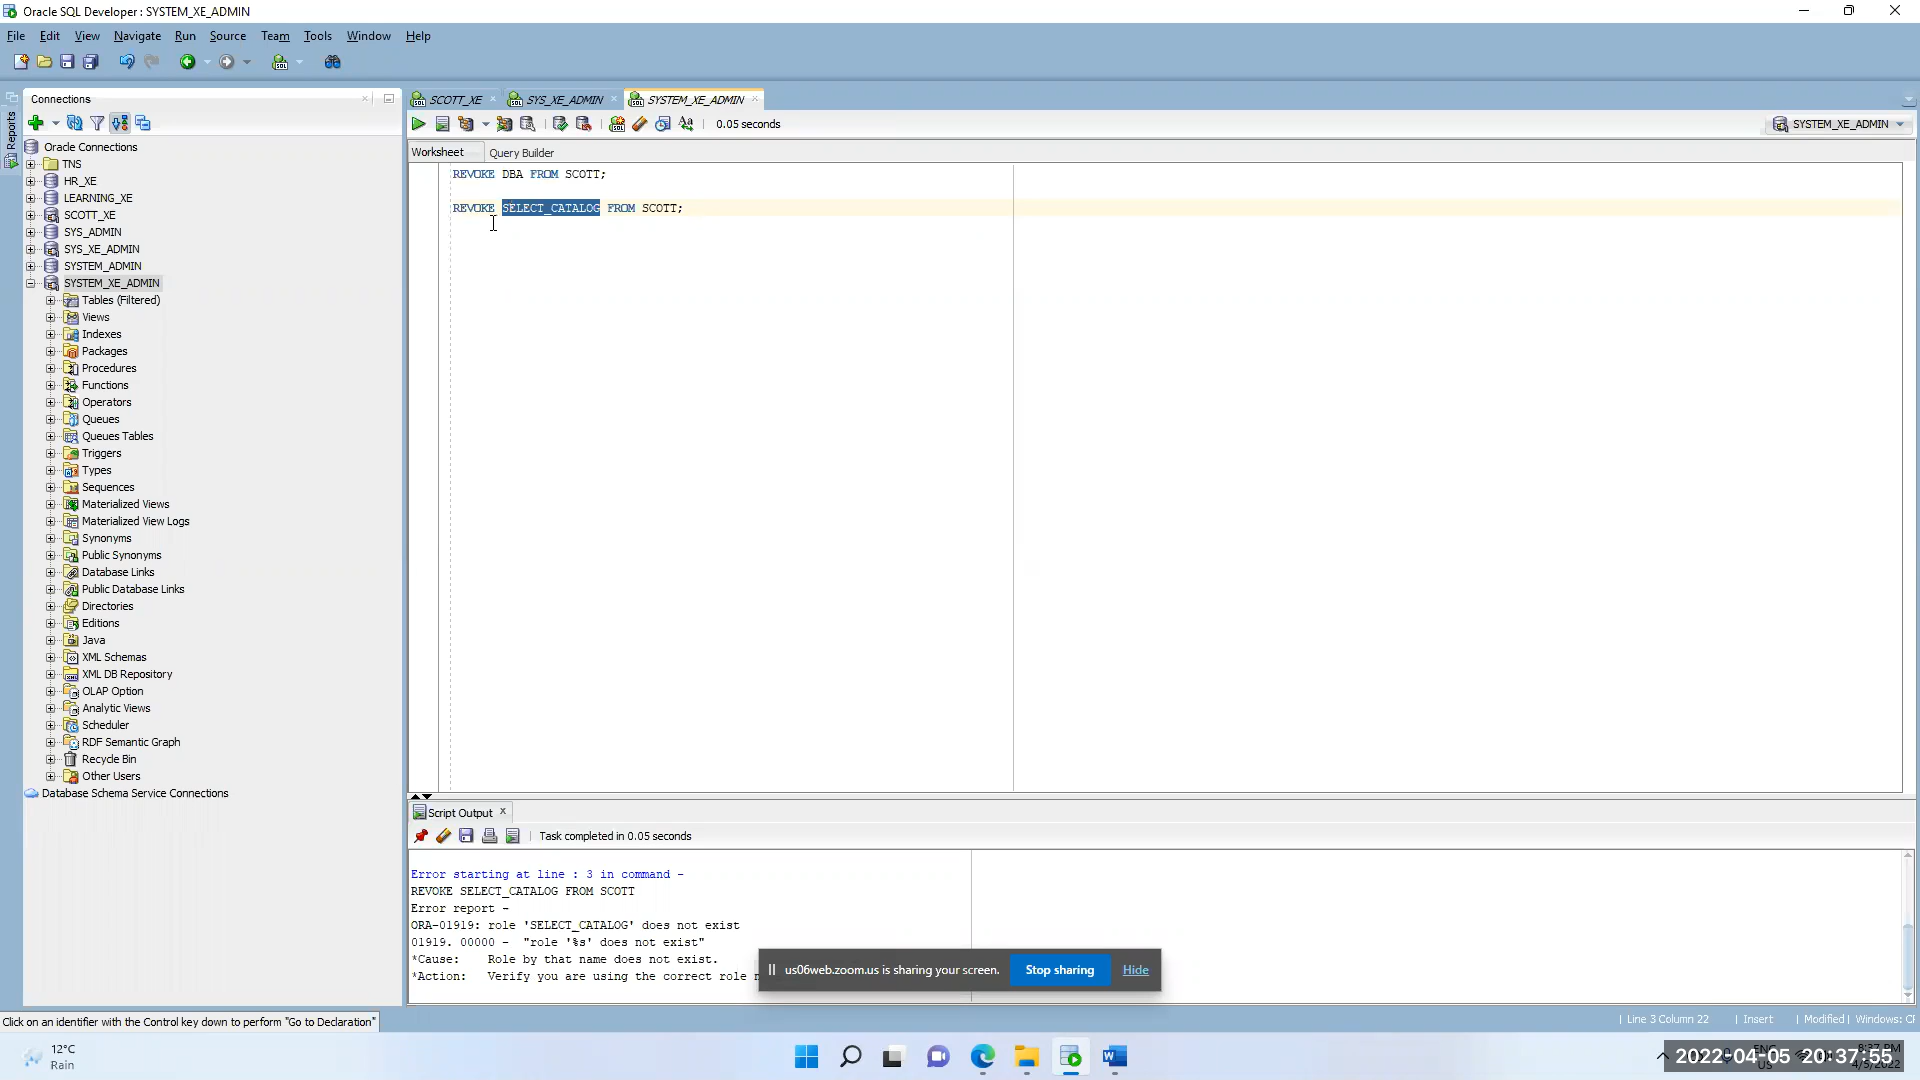 Oracle SQL Developer : SYSTEM_XE_ADMIN
File Edit View Navigate Run Source Team Tools Window Help
Connections
SCOTT_XE
SYS_XE_ADMIN
SYSTEM_XE_ADMIN
0.05 seconds
SYSTEM_XE_ADMIN
Reports
Oracle Connections
TNS
HR_XE
LEARNING_XE
SCOTT_XE
SYS_ADMIN
SYS_XE_ADMIN
SYSTEM_ADMIN
SYSTEM_XE_ADMIN
Tables (Filtered)
Views
Indexes
Packages
Procedures
Functions
Operators
Queues
Queues Tables
Triggers
Types
Sequences
Materialized Views
Materialized View Logs
Synonyms
Public Synonyms
Database Links
Public Database Links
Directories
Editions
Java
XML Schemas
XML DB Repository
OLAP Option
Analytic Views
Scheduler
RDF Semantic Graph
Recycle Bin
Other Users
Database Schema Service Connections
Worksheet Query Builder
REVOKE DBA FROM SCOTT;
REVOKE SELECT_CATALOG FROM SCOTT;
Script Output
Task completed in 0.05 seconds
Error starting at line : 3 in command -
REVOKE SELECT_CATALOG FROM SCOTT
Error report -
ORA-01919: role 'SELECT_CATALOG' does not exist
01919. 00000 - "role '%s' does not exist"
*Cause: Role by that name does not exist.
*Action: Verify you are using the correct role
us06web.zoom.us is sharing your screen. Stop sharing Hide
Click on an identifier with the Control key down to perform "Go to Declaration"
Line 3 Column 22 Insert Modified Windows:
12°C
Rain
2022-04-05 20:37:55